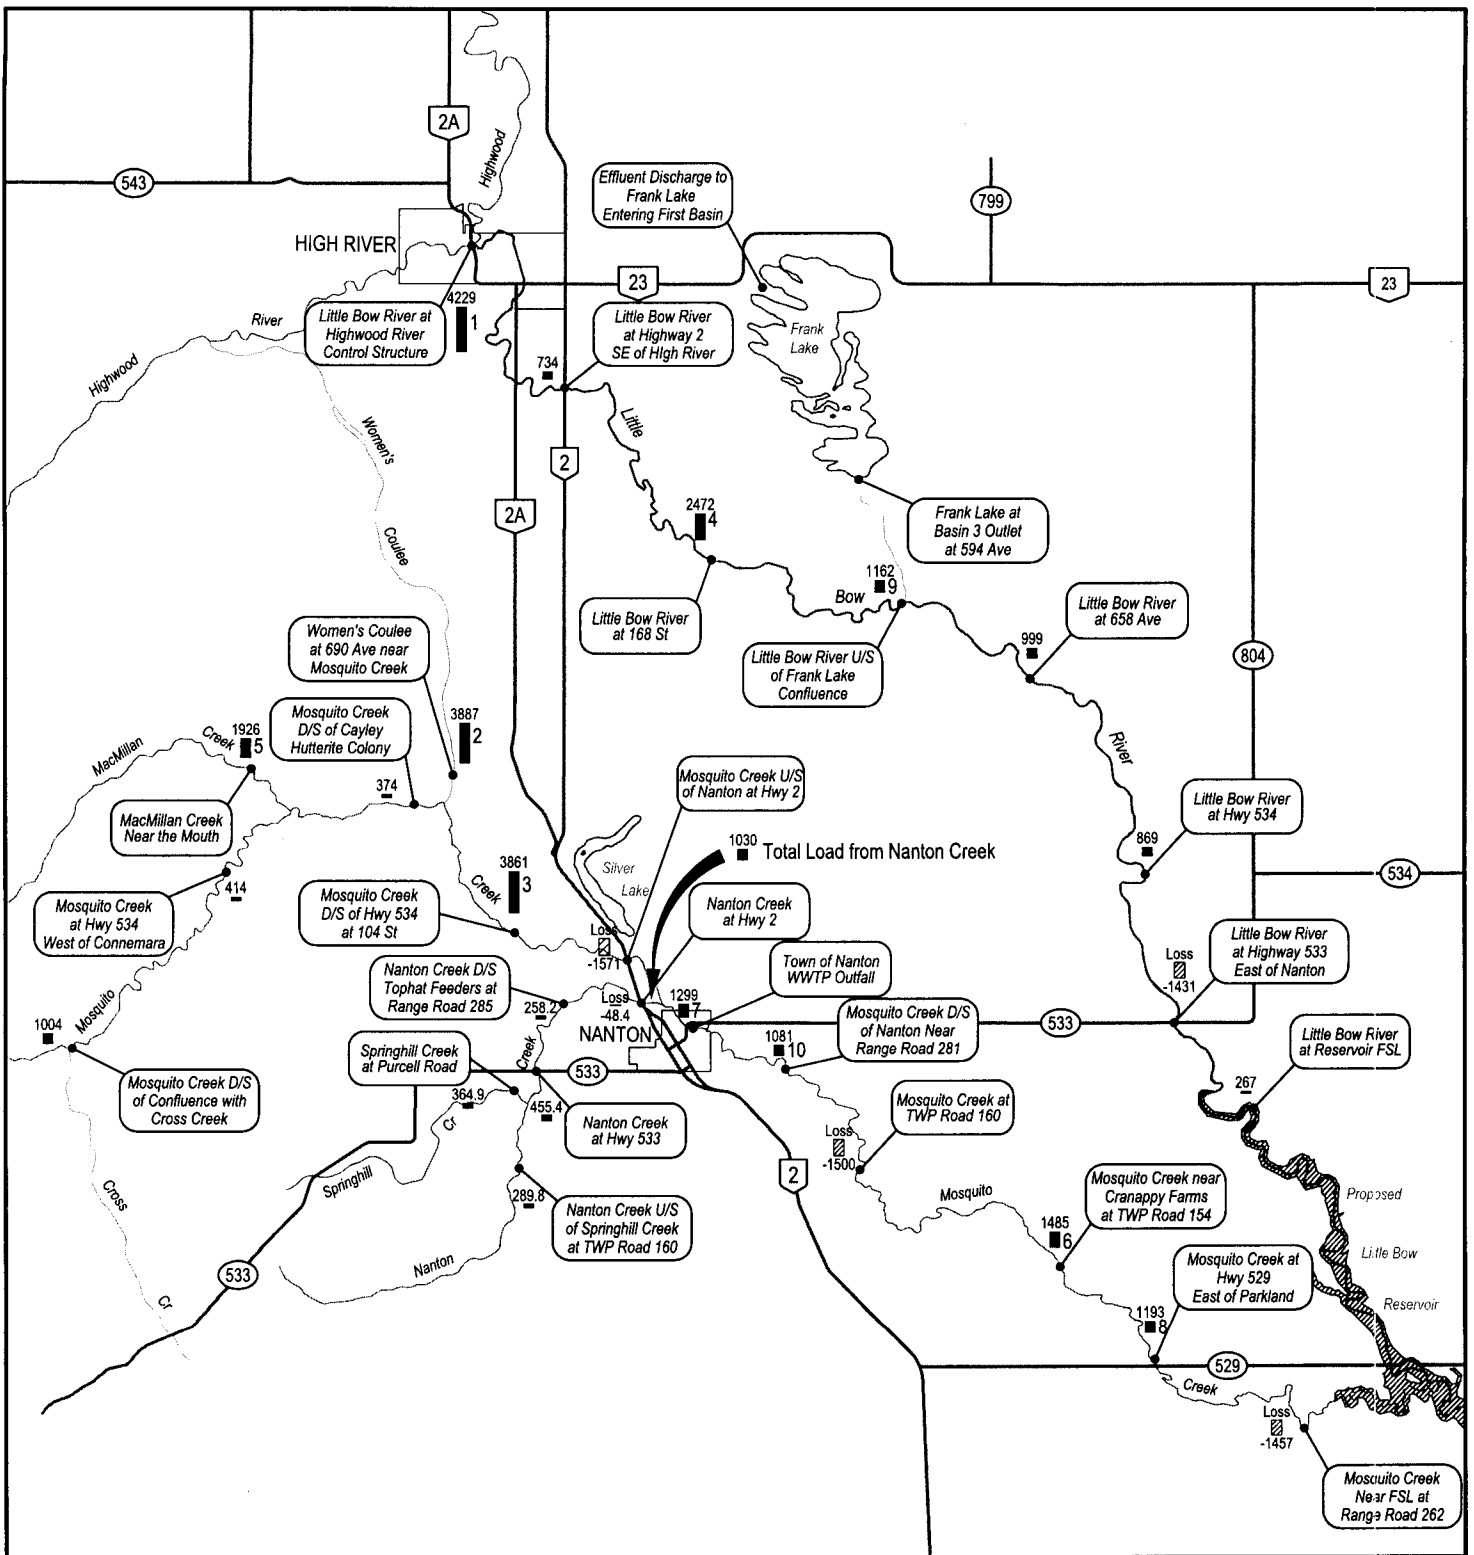 2A
Highwood
543
Effluent Discharge to
Frank Lake
Entering First Basin
799
HIGH RIVER
23
23
4229
1
Little Bow River at
Highwood River
Control Structure
River
Highwood
Little Bow River
at Highway 2
SE of HIgh River
Frank
Lake
734
Women's
Little
2
2A
2472
4
Coulee
Frank Lake at
Basin 3 Outlet
at 594 Ave
1162
9
Bow
Little Bow River
at 168 St
Little Bow River
at 658 Ave
Women's Coulee
at 690 Ave near
Mosquito Creek
Little Bow River U/S
of Frank Lake
Confluence
999
804
Mosquito Creek
D/S of Cayley
Hutterite Colony
3887
2
1926
5
Creek
MacMillan
River
374
Mosquito Creek U/S
of Nanton at Hwy 2
Little Bow River
at Hwy 534
MacMillan Creek
Near the Mouth
869
1030
Total Load from Nanton Creek
3861
3
Creek
Silver
Lake
534
414
Mosquito Creek
at Hwy 534
West of Connemara
Mosquito Creek
D/S of Hwy 534
at 104 St
Nanton Creek
at Hwy 2
Loss
-1571
Little Bow River
at Highway 533
East of Nanton
Loss
-1431
Town of Nanton
WWTP Outfall
Nanton Creek D/S
Tophat Feeders at
Range Road 285
258.2
Loss
-48.4
1299
7
Mosquito Creek D/S
of Nanton Near
Range Road 281
533
Mosquito
1004
NANTON
Little Bow River
at Reservoir FSL
Springhill Creek
at Purcell Road
Creek
533
1081
10
Mosquito Creek D/S
of Confluence with
Cross Creek
364.9
455.4
267
Cr
Nanton Creek
at Hwy 533
Mosquito Creek at
TWP Road 160
Loss
-1500
2
Springhill
Cross
289.8
Mosquito
Mosquito Creek near
Cranappy Farms
at TWP Road 154
Proposed
Nanton Creek U/S
of Springhill Creek
at TWP Road 160
1485
6
Little Bow
Nanton
533
Mosquito Creek at
Hwy 529
East of Parkland
Cr
Reservoir
1193
8
529
Creek
Loss
-1457
Mosquito Creek
Near FSL at
Range Road 262